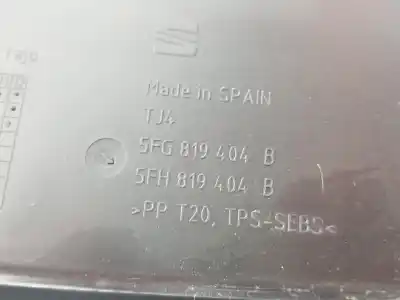 Made in SPAIN
TJ4
5FG 819 404 B
5FH 819 404 B
>PP T20, TPS-SEBS<